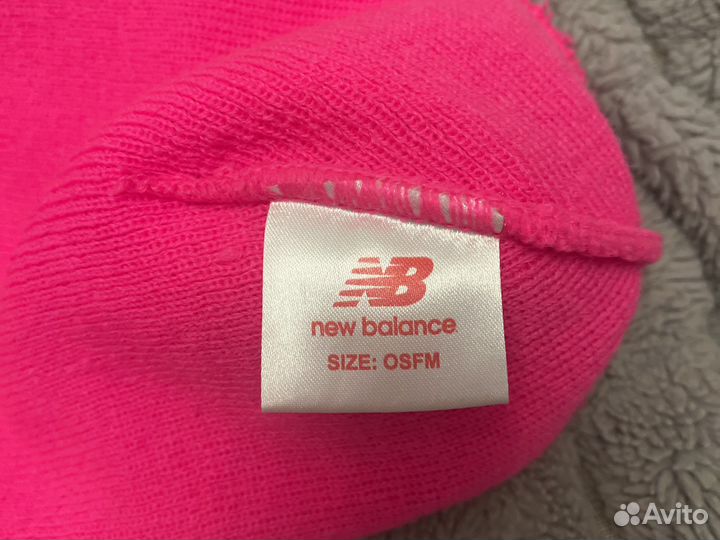 NB
new balance
SIZE: OSFM
Avito